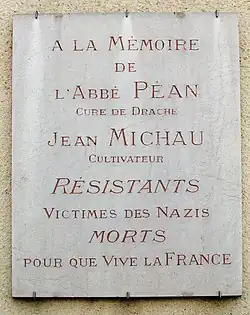 A LA MÉMOIRE
DE
L'ABBÉ PÉAN
CURE DE DRACHE
JEAN MICHAU
CULTIVATEUR
RÉSISTANTS
VICTIMES DES NAZIS
MORTS
POUR QUE VIVE LA FRANCE